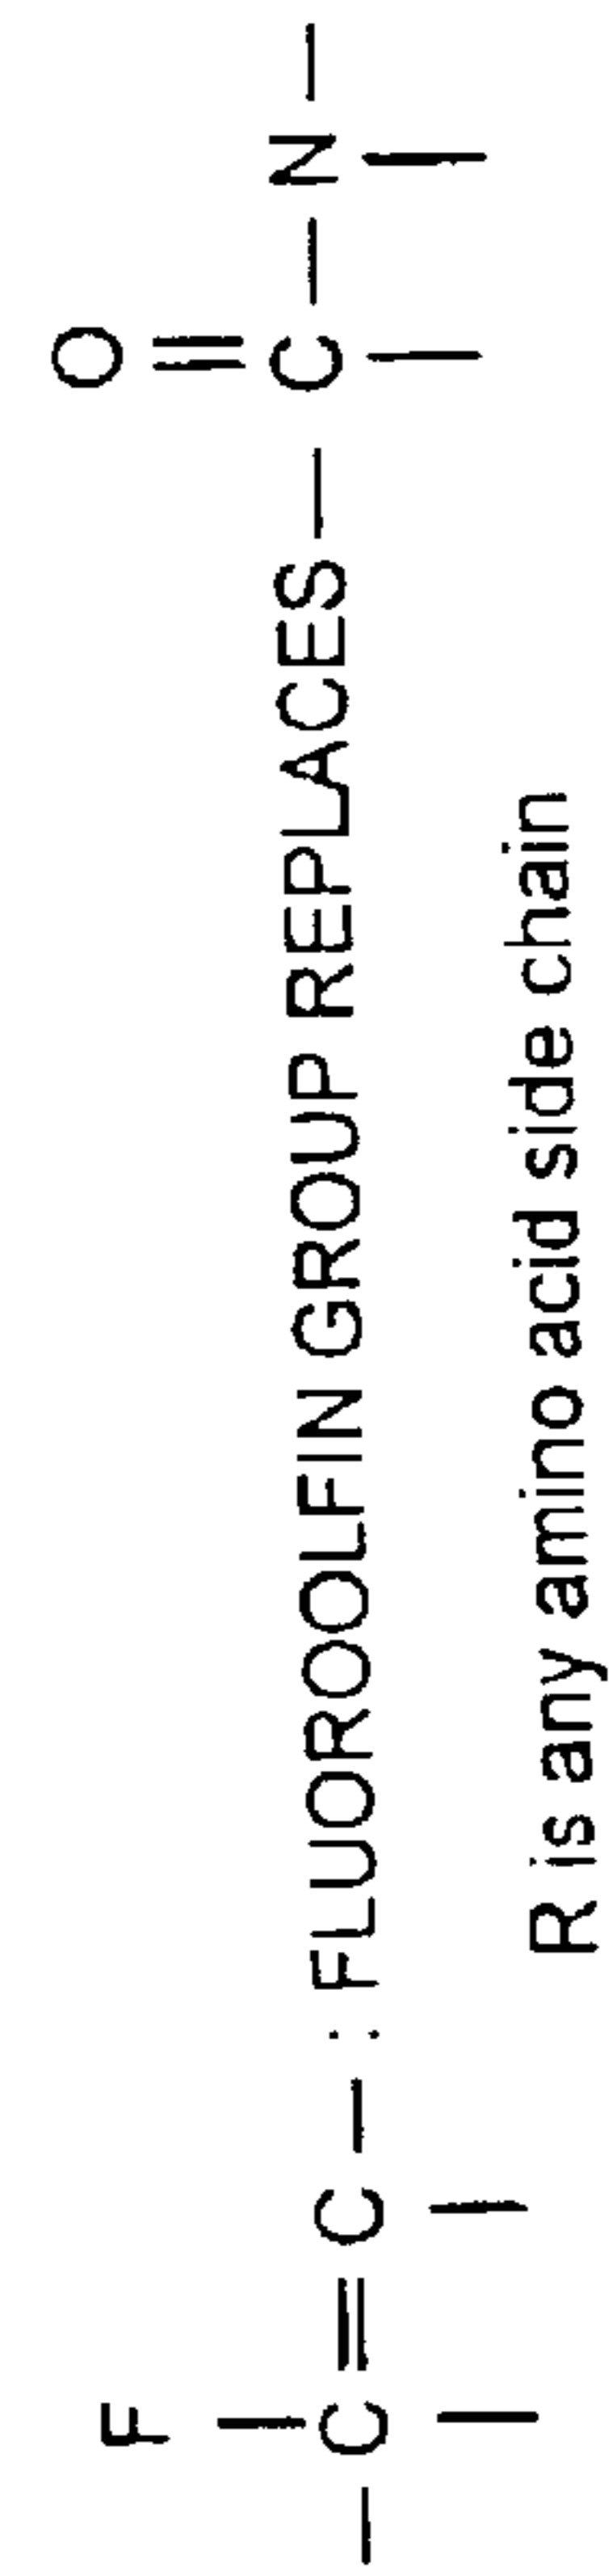 F O
— C = C — : FLUOROOLFIN GROUP REPLACES — C — N —
R is any amino acid side chain